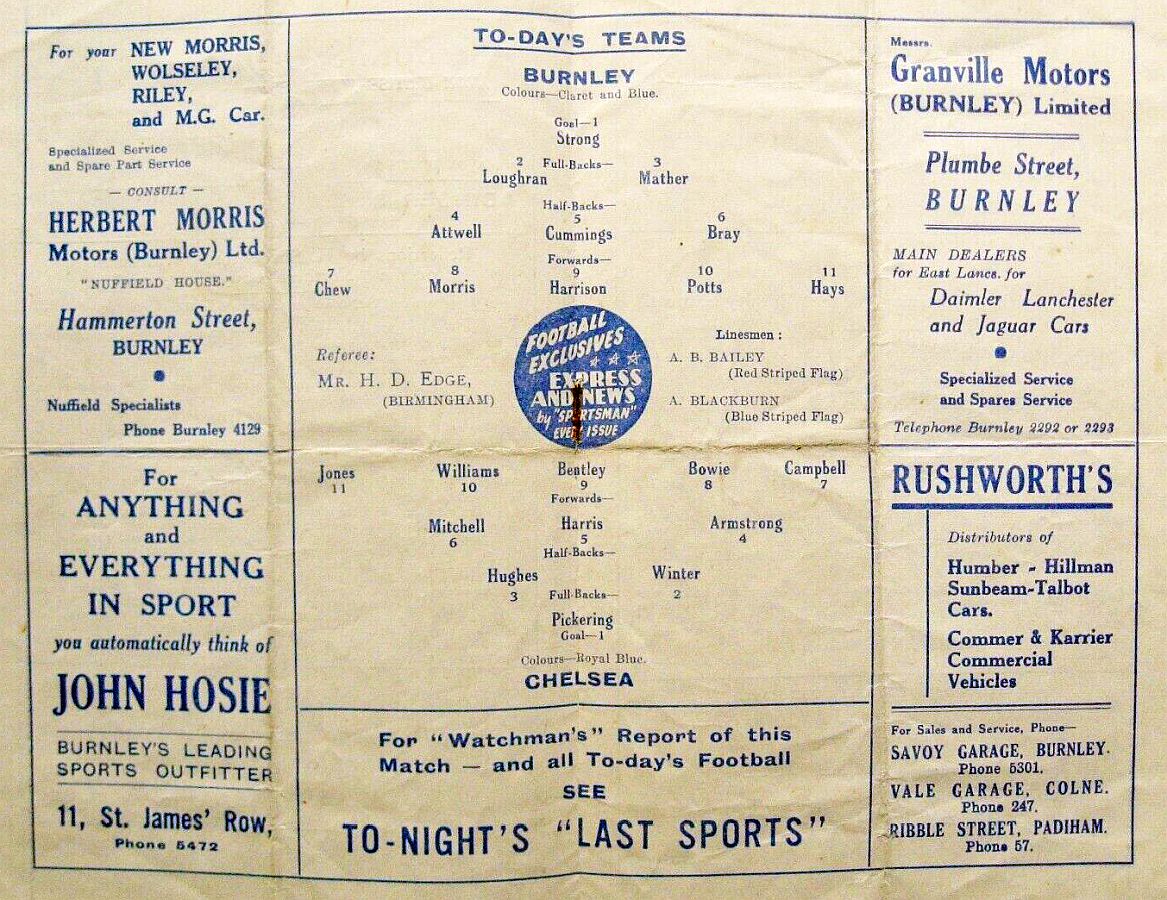 For your NEW MORRIS,
WOLSELEY,
RILEY,
and M.G. Car.
Specialized Service
and Spare Part Service
— CONSULT —
HERBERT MORRIS
Motors (Burnley) Ltd.
"NUFFIELD HOUSE."
Hammerton Street,
BURNLEY
Nuffield Specialists
Phone Burnley 4129
For
ANYTHING
and
EVERYTHING
IN SPORT
you automatically think of
JOHN HOSIE
BURNLEY'S LEADING
SPORTS OUTFITTER
11, St. James' Row,
Phone 5472
TO-DAY'S TEAMS
BURNLEY
Colours—Claret and Blue.
Goal—1
Strong
2 Full-Backs— 3
Loughran Mather
Half-Backs—
4 5 6
Attwell Cummings Bray
Forwards—
7 8 9 10 11
Chew Morris Harrison Potts Hays
Referee:
MR. H. D. EDGE,
(BIRMINGHAM)
FOOTBALL
EXCLUSIVES
EXPRESS
AND NEWS
by "SPORTSMAN"
EVERY ISSUE
Linesmen :
A. B. BAILEY
(Red Striped Flag)
A. BLACKBURN
(Blue Striped Flag)
Jones Williams Bentley Bowie Campbell
11 10 9 8 7
Forwards—
Mitchell Harris Armstrong
6 5 4
Half-Backs—
Hughes Winter
3 Full-Backs— 2
Pickering
Goal—1
Colours—Royal Blue.
CHELSEA
For "Watchman's" Report of this
Match — and all To-day's Football
SEE
TO-NIGHT'S "LAST SPORTS"
Messrs.
Granville Motors
(BURNLEY) Limited
Plumbe Street,
BURNLEY
MAIN DEALERS
for East Lancs. for
Daimler Lanchester
and Jaguar Cars
Specialized Service
and Spares Service
Telephone Burnley 2292 or 2293
RUSHWORTH'S
Distributors of
Humber - Hillman
Sunbeam-Talbot
Cars.
Commer & Karrier
Commercial
Vehicles
For Sales and Service, Phone—
SAVOY GARAGE, BURNLEY.
Phone 5301.
VALE GARAGE, COLNE.
Phone 247.
RIBBLE STREET, PADIHAM.
Phone 57.